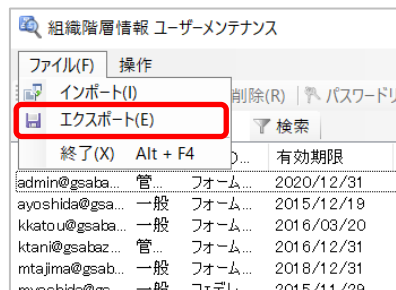 組織階層情報 ユーザーメンテナンス
ファイル(F) 操作
インポート(I) 削除(R) パスワードリ
エクスポート(E) 検索
終了(X) Alt + F4 有効期限
admin@gsaba... 管... フォーム... 2020/12/31
ayoshida@gsa... 一般 フォーム... 2015/12/19
kkatou@gsaba... 一般 フォーム... 2016/03/20
ktani@gsabaz... 管... フォーム... 2016/12/31
mtajima@gsab... 一般 フォーム... 2018/12/31